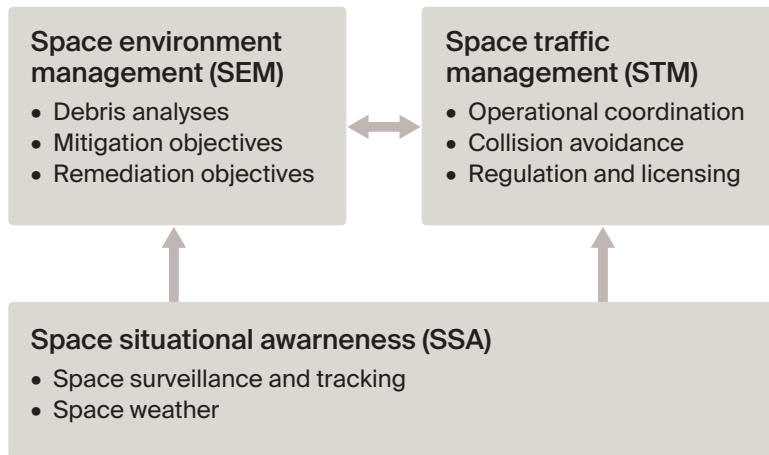 Space environment
management (SEM)
• Debris analyses
• Mitigation objectives
• Remediation objectives
Space traffic
management (STM)
• Operational coordination
• Collision avoidance
• Regulation and licensing
Space situational awarneness (SSA)
• Space surveillance and tracking
• Space weather